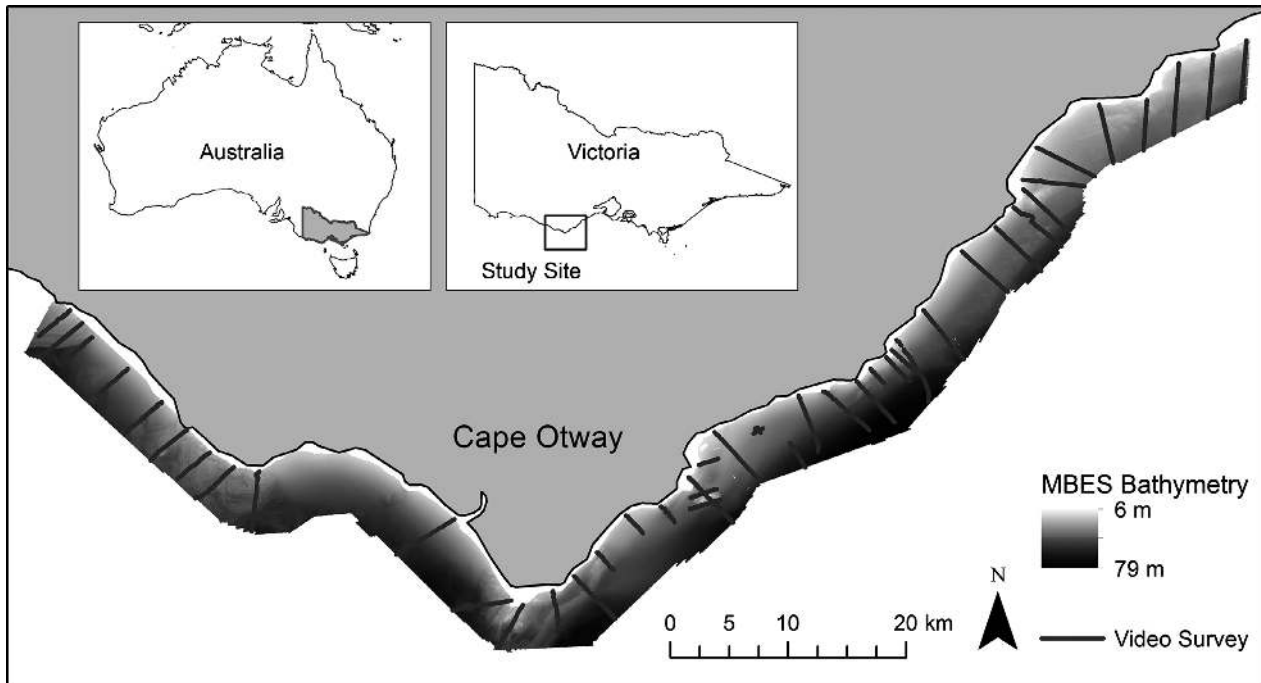 Australia
Victoria
Study Site
Cape Otway
MBES Bathymetry
6 m
79 m
N
0 5 10 20 km
Video Survey